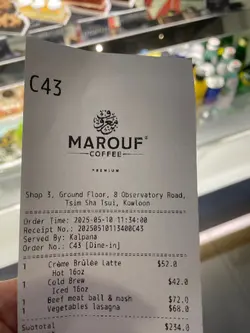 C43
MAROUF®
COFFEE
PREMIUM
Shop 3, Ground Floor, 8 Observatory Road,
Tsim Sha Tsui, Kowloon
Order Time: 2025-05-10 11:34:00
Receipt No.: 20250510113400C43
Served By: Kalpana
Order No.: C43 [Dine-in]
1 Crème Brûlée latte $52.0
Hot 16oz
1 Cold Brew $42.0
Iced 16oz
1 Beef meat ball & mash $72.0
1 Vegetables lasagna $68.0
Subtotal $234.0